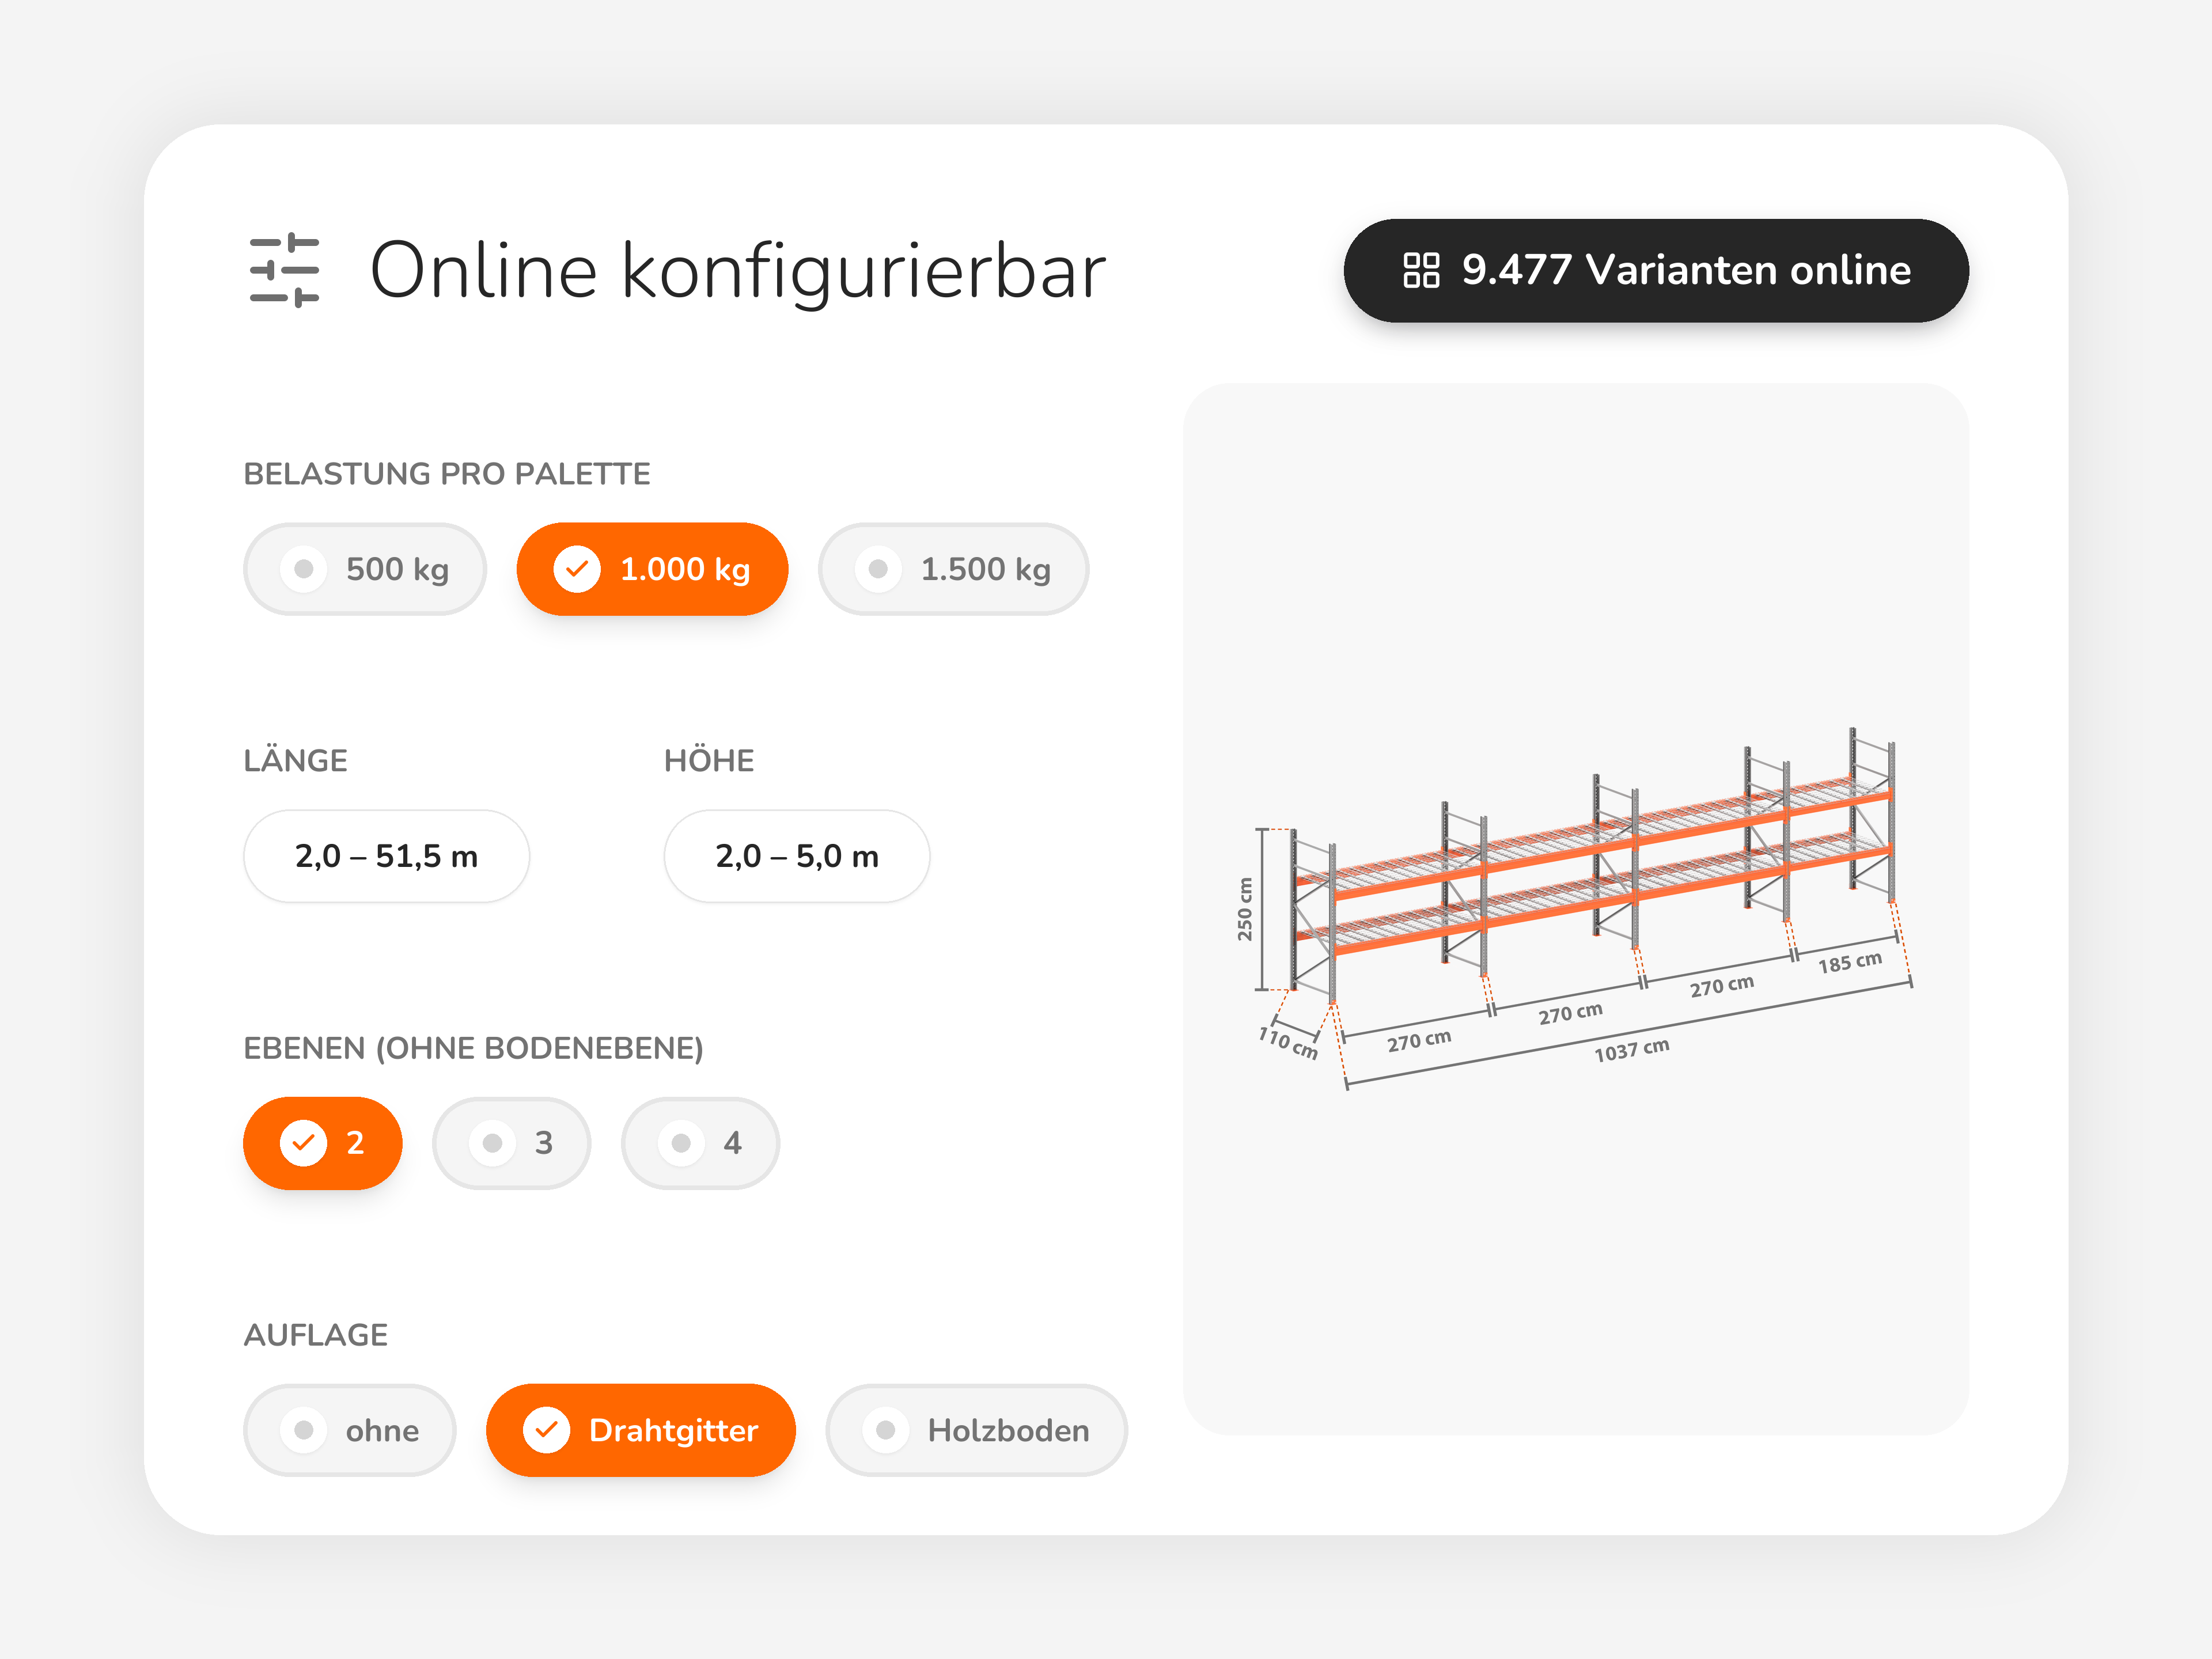 Online konfigurierbar
9.477 Varianten online
BELASTUNG PRO PALETTE
500 kg
1.000 kg
1.500 kg
LÄNGE
HÖHE
2,0 – 51,5 m
2,0 – 5,0 m
EBENEN (OHNE BODENEBENE)
2
3
4
AUFLAGE
ohne
Drahtgitter
Holzboden
250 cm
110 cm
270 cm
270 cm
270 cm
185 cm
1037 cm